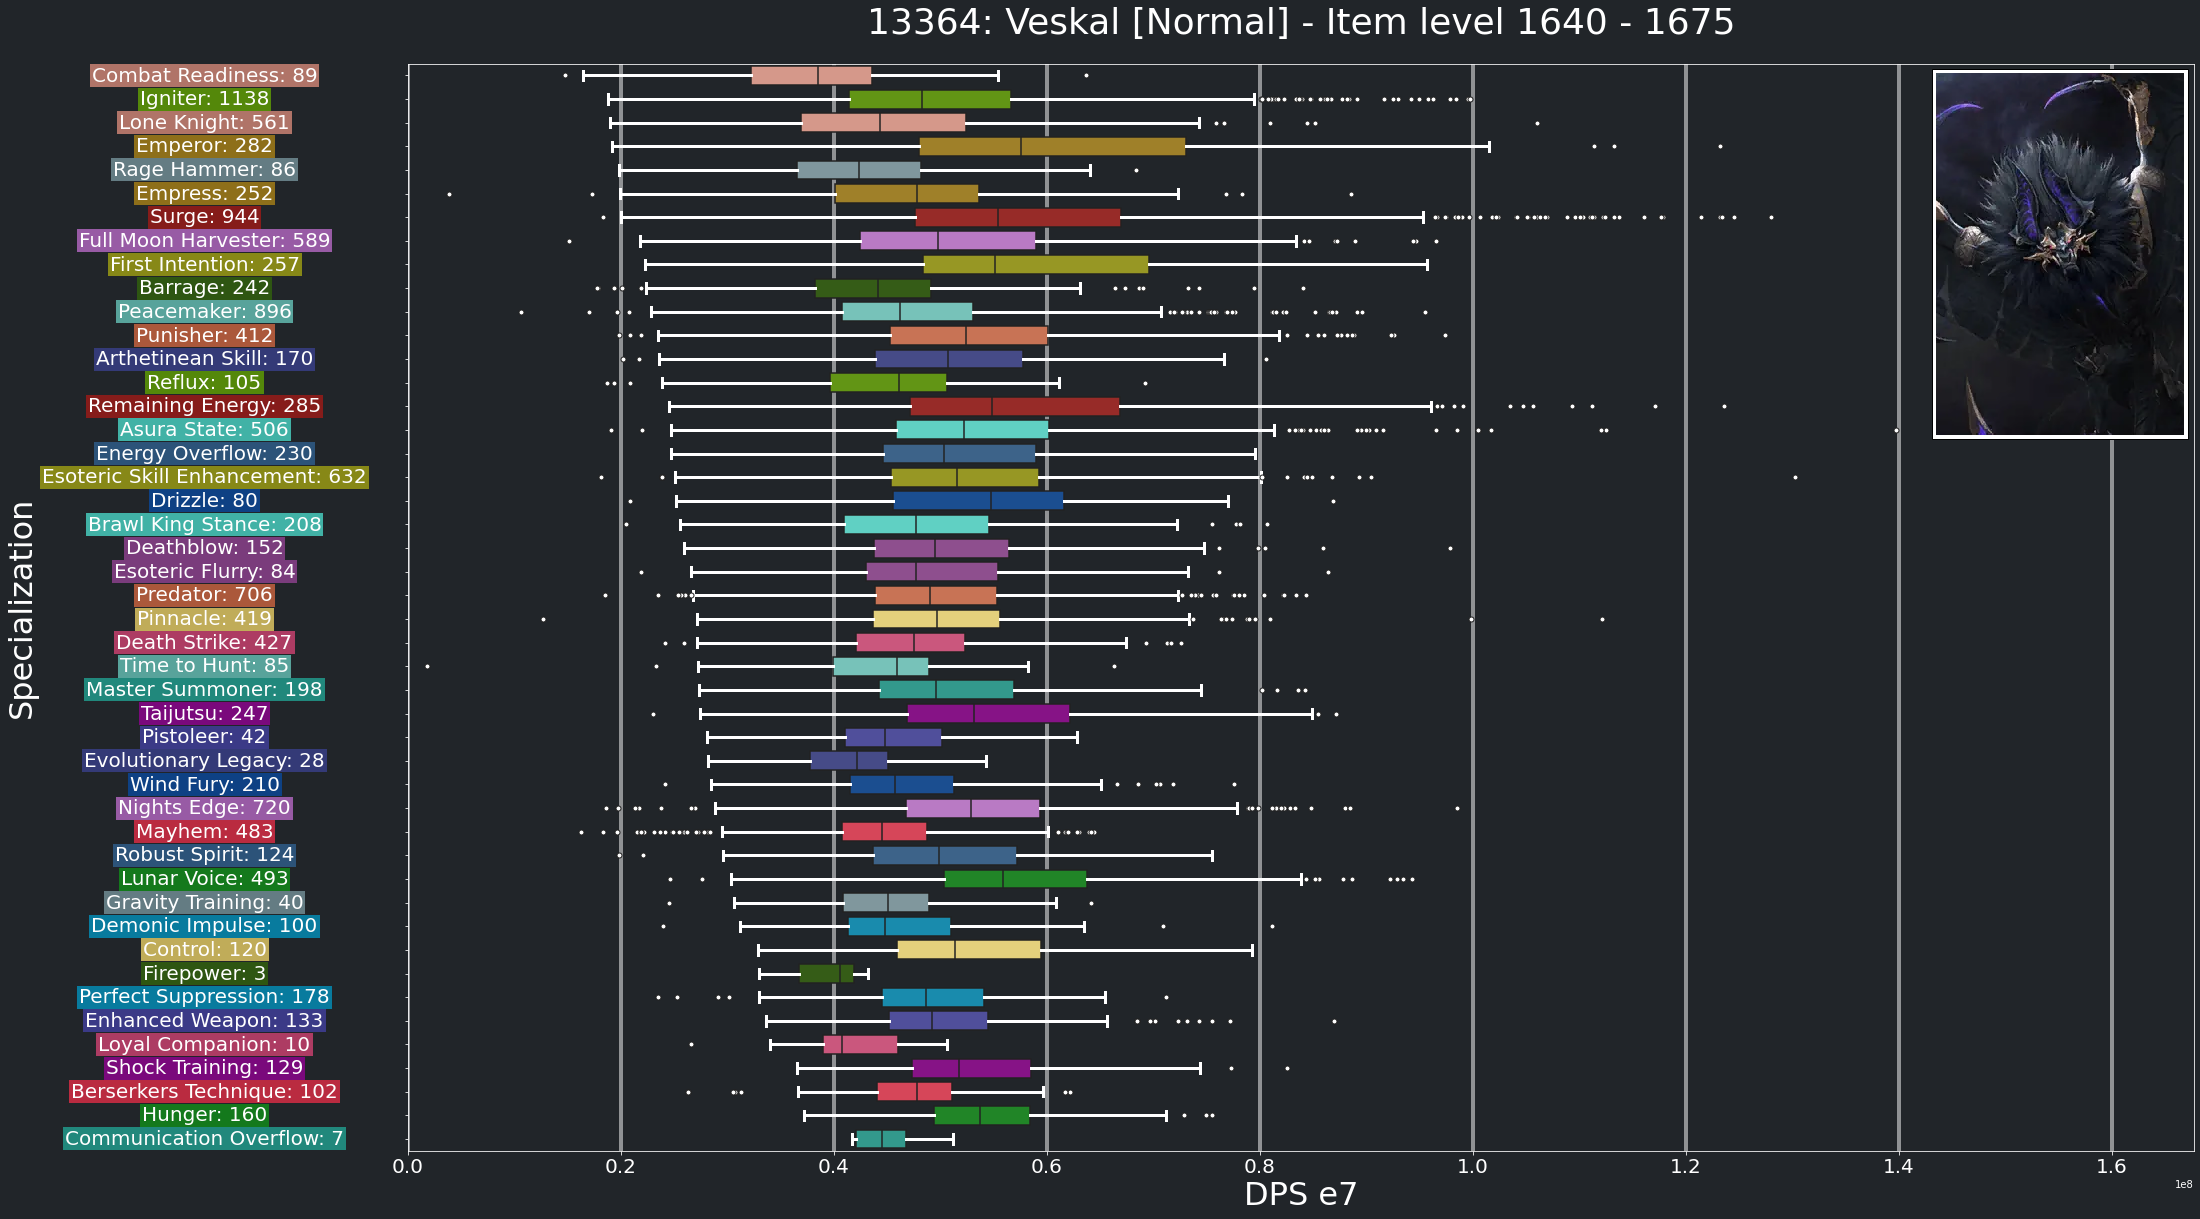 13364: Veskal [Normal] - Item level 1640 - 1675
Combat Readiness: 89
Igniter: 1138
Lone Knight: 561
Emperor: 282
Rage Hammer: 86
Empress: 252
Surge: 944
Full Moon Harvester: 589
First Intention: 257
Barrage: 242
Peacemaker: 896
Punisher: 412
Arthetinean Skill: 170
Reflux: 105
Remaining Energy: 285
Asura State: 506
Energy Overflow: 230
Esoteric Skill Enhancement: 632
Drizzle: 80
Brawl King Stance: 208
Deathblow: 152
Esoteric Flurry: 84
Predator: 706
Pinnacle: 419
Death Strike: 427
Time to Hunt: 85
Master Summoner: 198
Taijutsu: 247
Pistoleer: 42
Evolutionary Legacy: 28
Wind Fury: 210
Nights Edge: 720
Mayhem: 483
Robust Spirit: 124
Lunar Voice: 493
Gravity Training: 40
Demonic Impulse: 100
Control: 120
Firepower: 3
Perfect Suppression: 178
Enhanced Weapon: 133
Loyal Companion: 10
Shock Training: 129
Berserkers Technique: 102
Hunger: 160
Communication Overflow: 7
Specialization
0.0 0.2 0.4 0.6 0.8 1.0 1.2 1.4 1.6
DPS e7
1e8